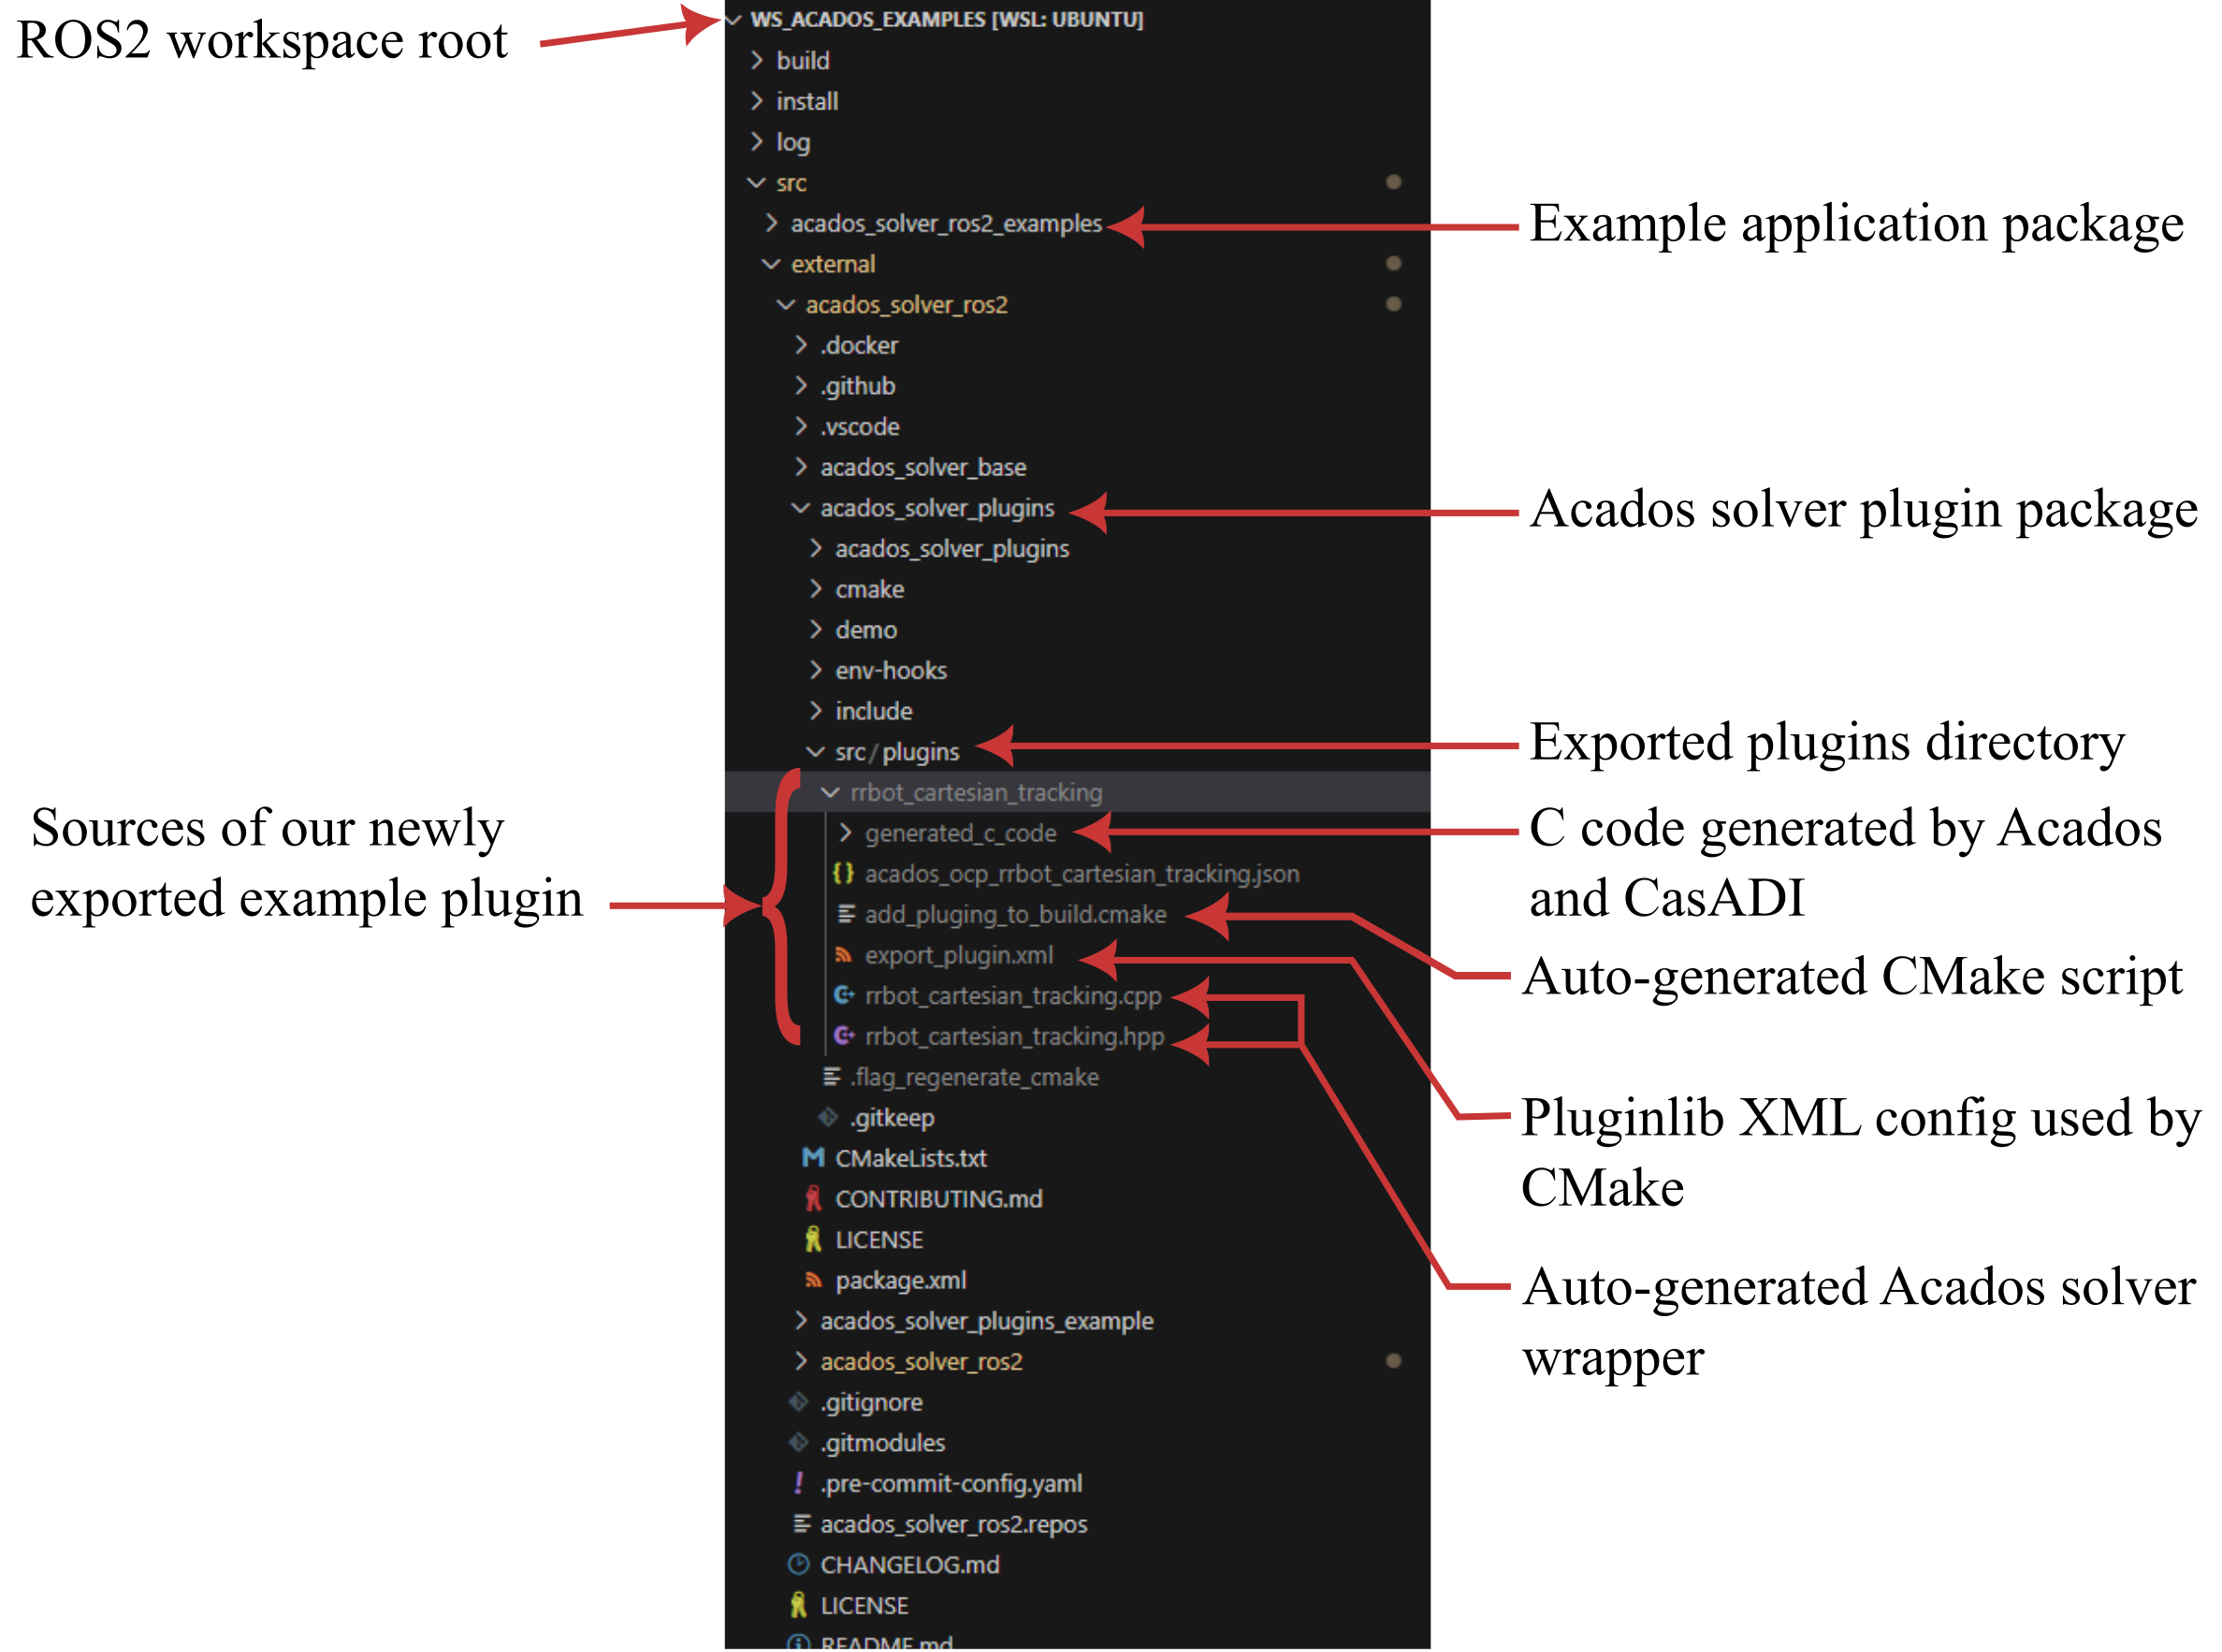 ROS2 workspace root
WS_ACADOS_EXAMPLES [WSL: UBUNTU]
build
install
log
src
acados_solver_ros2_examples
Example application package
external
acados_solver_ros2
.docker
.github
.vscode
acados_solver_base
acados_solver_plugins
Acados solver plugin package
acados_solver_plugins
cmake
demo
env-hooks
include
src/plugins
Exported plugins directory
rrbot_cartesian_tracking
Sources of our newly
exported example plugin
generated_c_code
C code generated by Acados
and CasADI
acados_ocp_rrbot_cartesian_tracking.json
add_pluging_to_build.cmake
Auto-generated CMake script
export_plugin.xml
Pluginlib XML config used by
CMake
rrbot_cartesian_tracking.cpp
rrbot_cartesian_tracking.hpp
Auto-generated Acados solver
wrapper
.flag_regenerate_cmake
.gitkeep
CMakeLists.txt
CONTRIBUTING.md
LICENSE
package.xml
acados_solver_plugins_example
acados_solver_ros2
.gitignore
.gitmodules
.pre-commit-config.yaml
acados_solver_ros2.repos
CHANGELOG.md
LICENSE
README.md